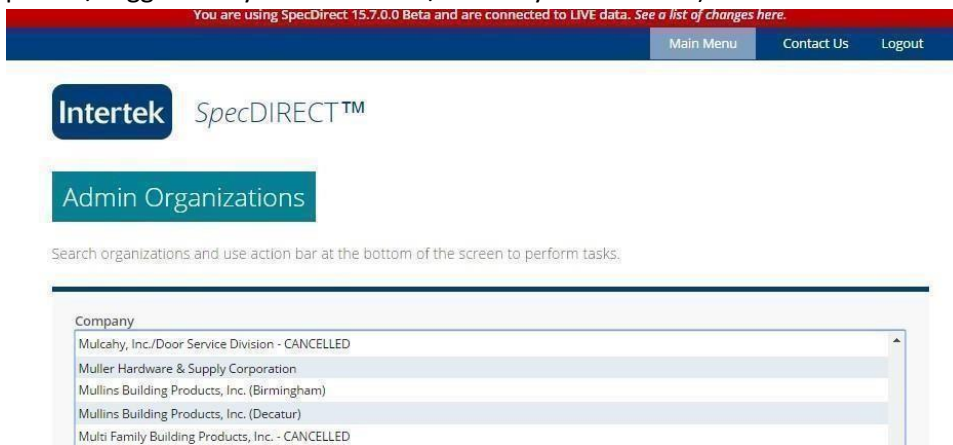 You are using SpecDirect 15.7.0.0 Beta and are connected to LIVE data. See a list of changes here.
Main Menu Contact Us Logout
Intertek SpecDIRECT™
Admin Organizations
Search organizations and use action bar at the bottom of the screen to perform tasks.
Company
Mulcahy, Inc./Door Service Division - CANCELLED
Muller Hardware & Supply Corporation
Mullins Building Products, Inc. (Birmingham)
Mullins Building Products, Inc. (Decatur)
Multi Family Building Products, Inc. - CANCELLED